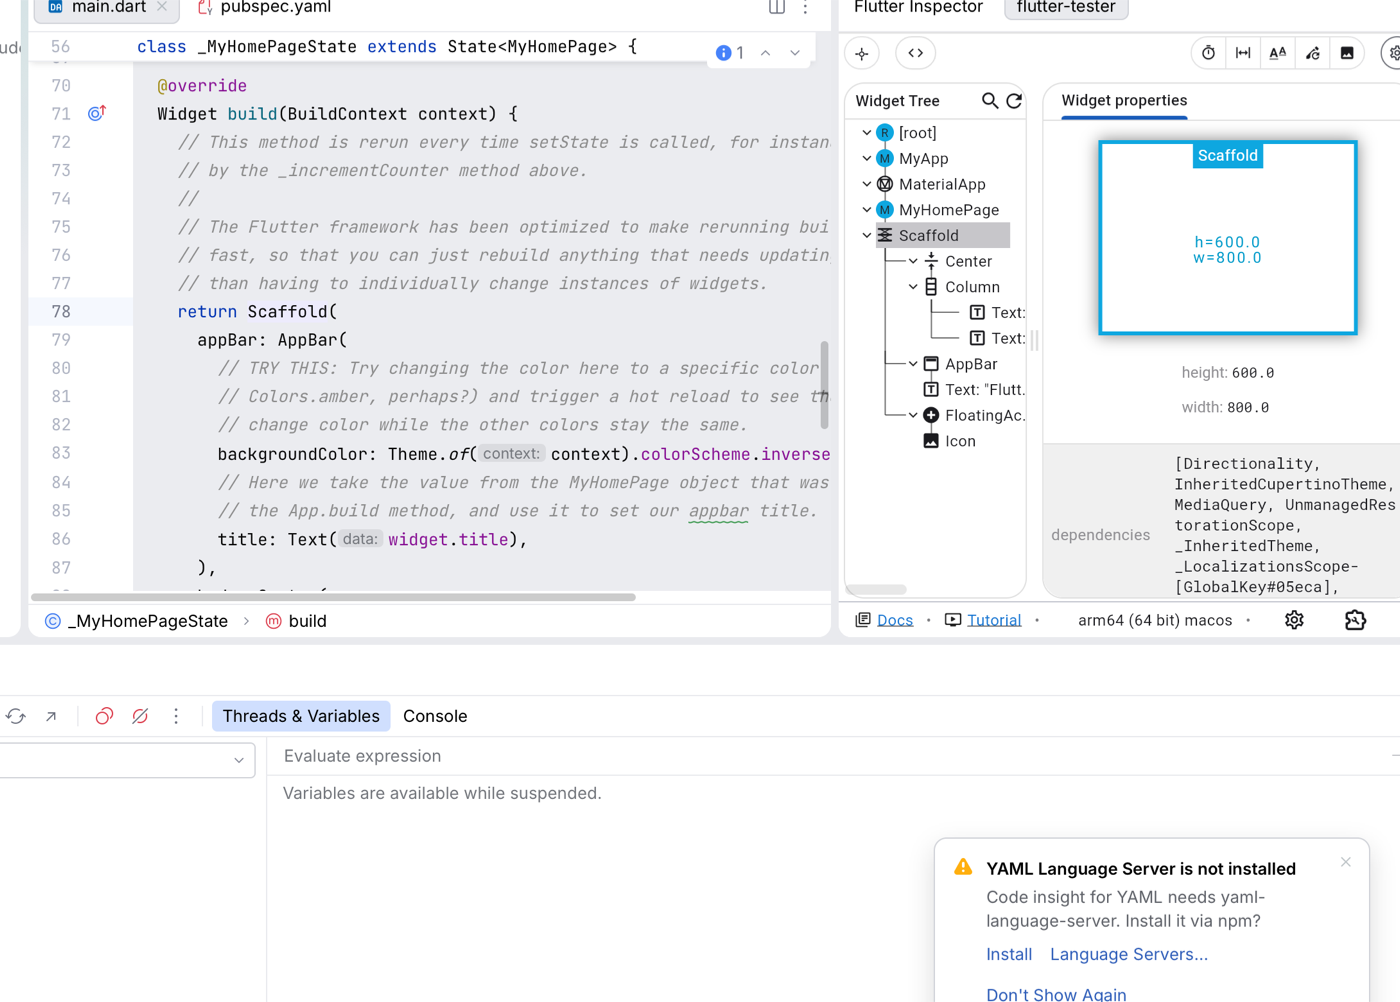 main.dart
pubspec.yaml
56 class _MyHomePageState extends State<MyHomePage> {
1
70 @override
71 Widget build(BuildContext context) {
72 // This method is rerun every time setState is called, for
73 // by the _incrementCounter method above.
74 //
75 // The Flutter framework has been optimized to make rerunning
76 // fast, so that you can just rebuild anything that needs
77 // than having to individually change instances of widgets.
78 return Scaffold(
79 appBar: AppBar(
80 // TRY THIS: Try changing the color here to a specific color
81 // Colors.amber, perhaps?) and trigger a hot reload to see
82 // change color while the other colors stay the same.
83 backgroundColor: Theme.of(context: context).colorScheme.inverse
84 // Here we take the value from the MyHomePage object that was
85 // the App.build method, and use it to set our appbar title.
86 title: Text(data: widget.title),
87 ),
_MyHomePageState > build
Flutter Inspector
flutter-tester
Widget Tree
[root]
MyApp
MaterialApp
MyHomePage
Scaffold
Center
Column
Text:
Text:
AppBar
Text: "Flutt.
FloatingAc.
Icon
Widget properties
Scaffold
h=600.0
w=800.0
height: 600.0
width: 800.0
dependencies
[Directionality,
InheritedCupertinoTheme,
MediaQuery, UnmanagedRes
torationScope,
_InheritedTheme,
_LocalizationsScope-
[GlobalKey#05eca],
Docs • Tutorial • arm64 (64 bit) macos •
Threads & Variables
Console
Evaluate expression
Variables are available while suspended.
YAML Language Server is not installed
Code insight for YAML needs yaml-
language-server. Install it via npm?
Install Language Servers...
Don't Show Again